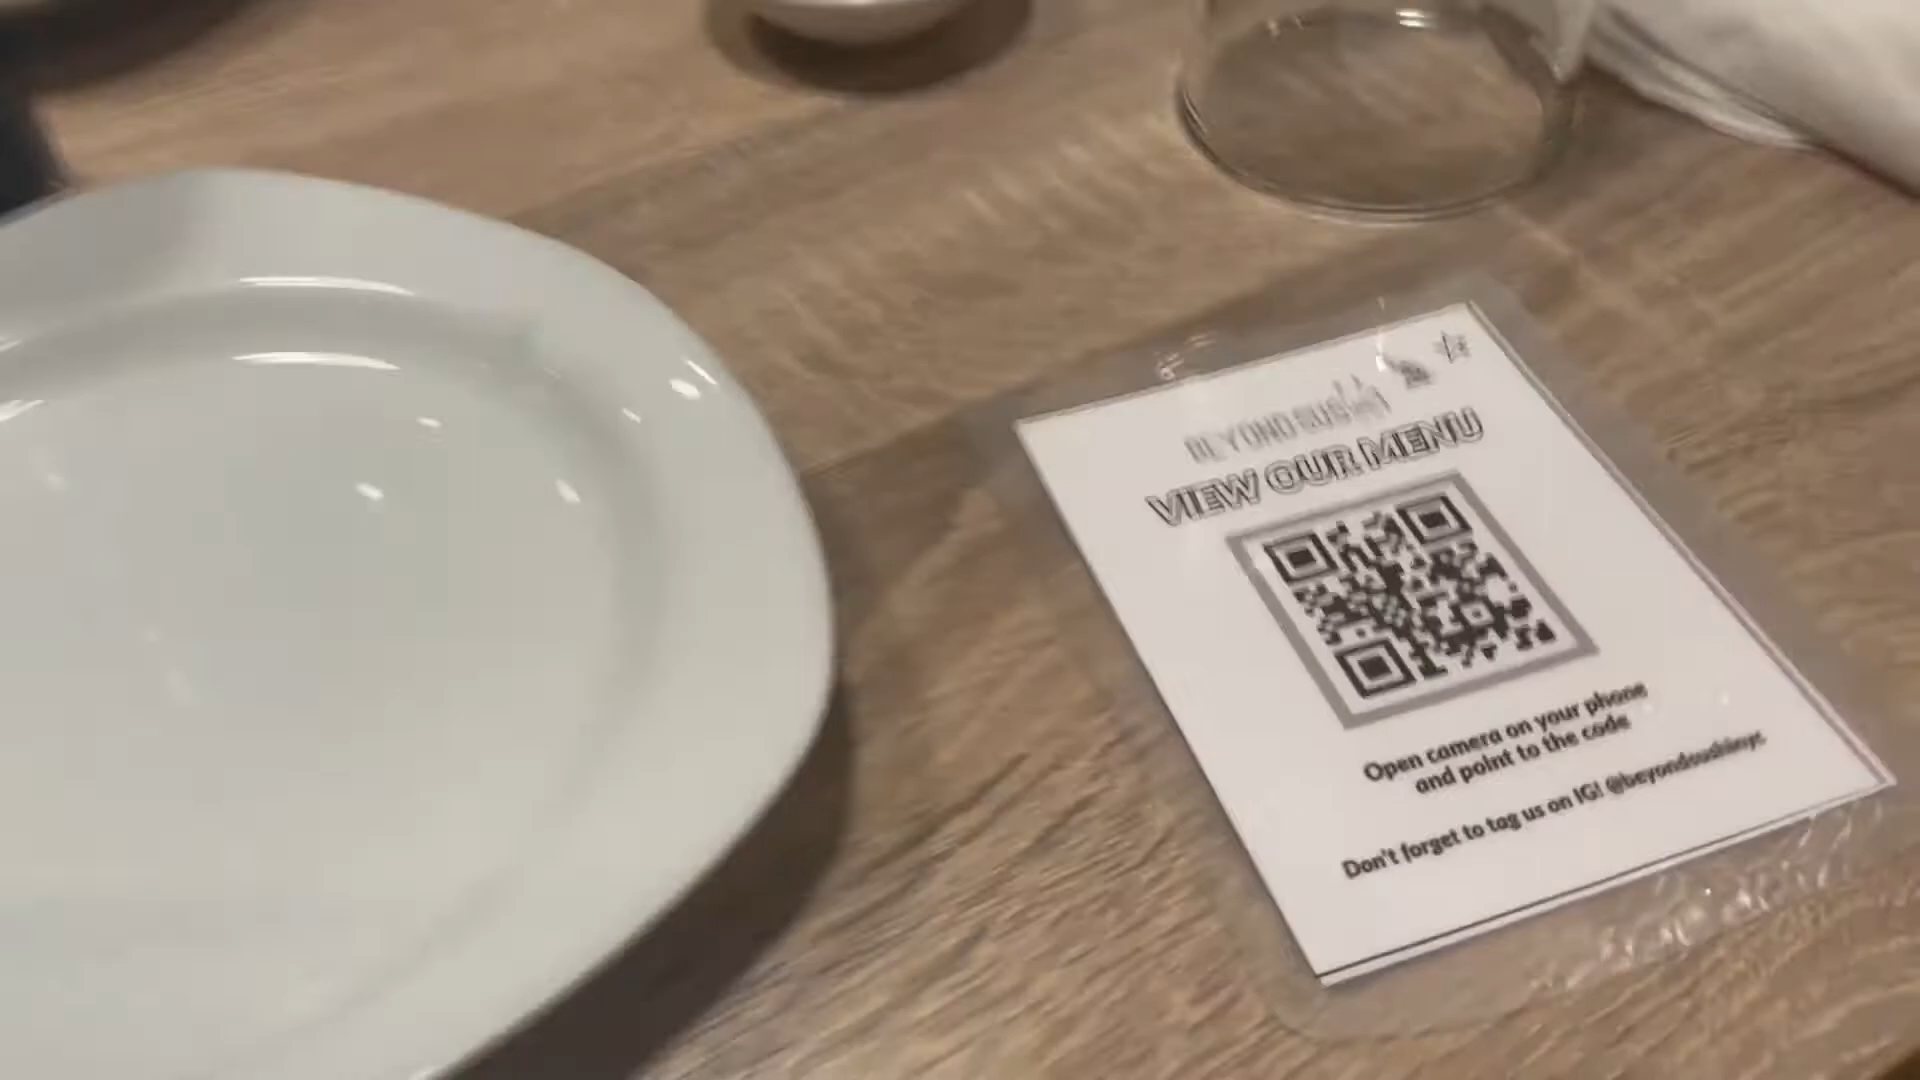 BEYOND SUSHI
VIEW OUR MENU
Open camera on your phone
and point to the code
Don't forget to tag us on IG! @beyondsushinyc